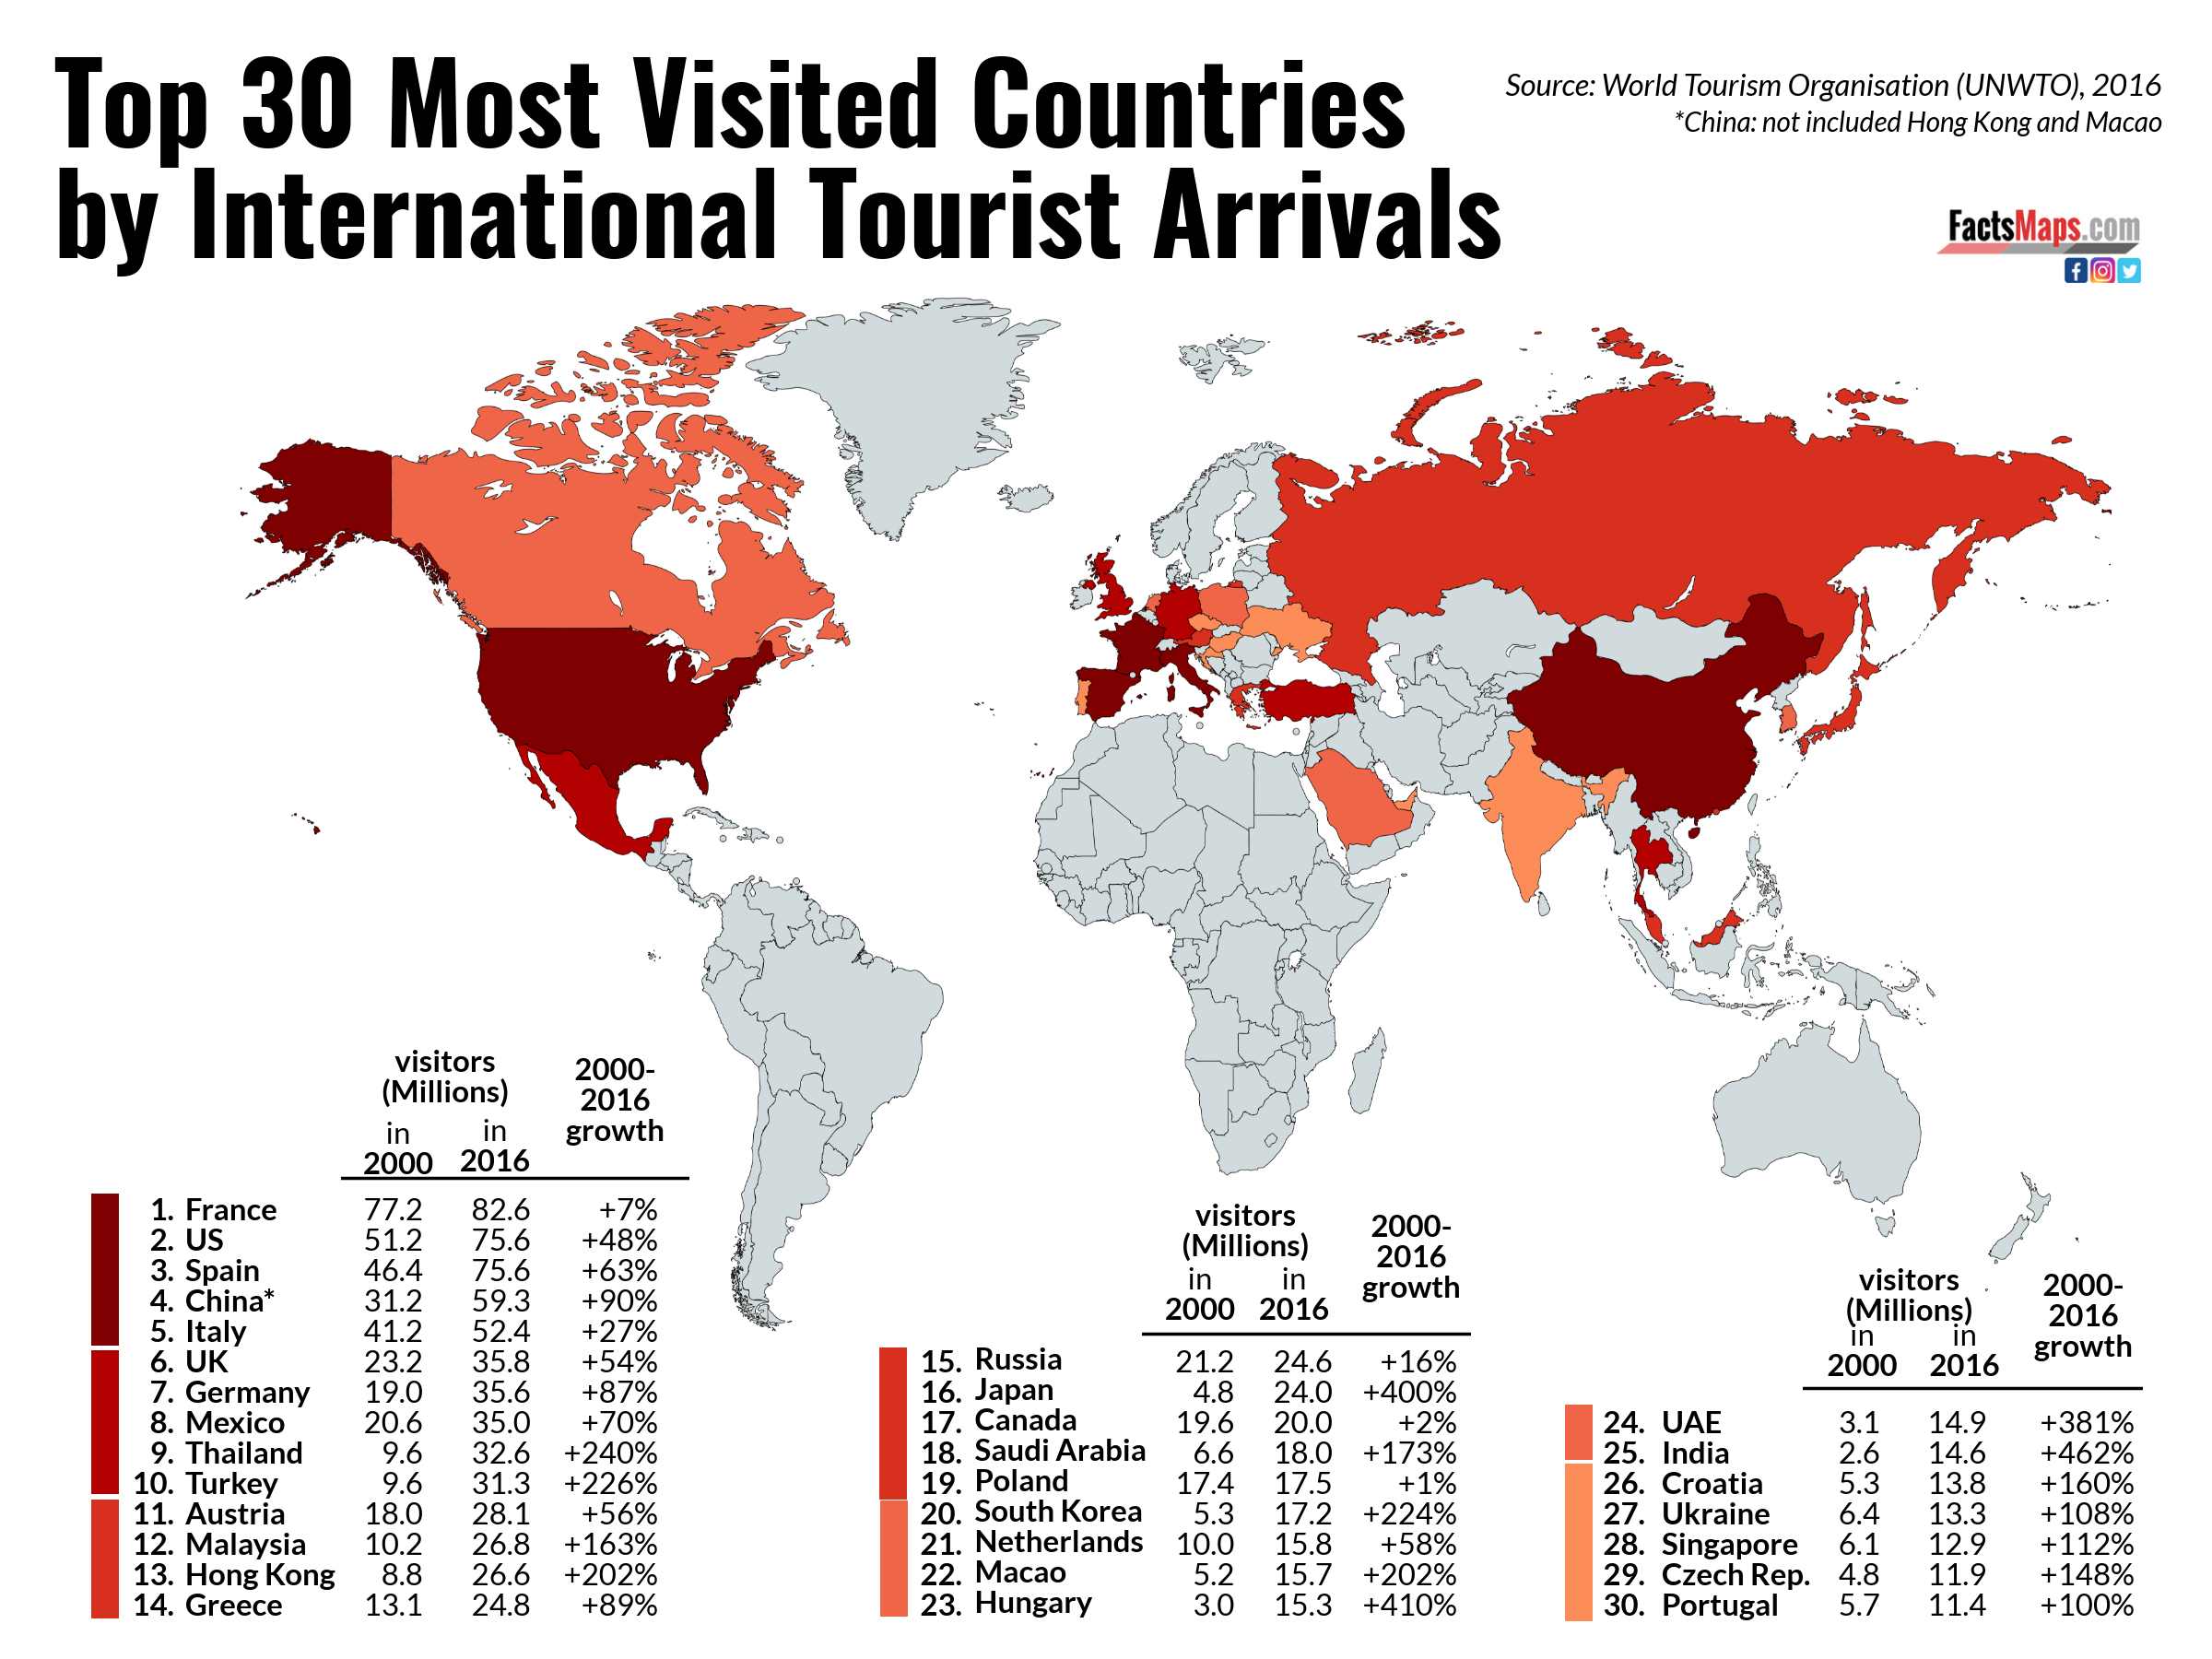 Top 30 Most Visited Countries
by International Tourist Arrivals
Source: World Tourism Organisation (UNWTO), 2016
*China: not included Hong Kong and Macao
FactsMaps.com
visitors
(Millions)
in 2000
in 2016
2000-
2016
growth
1. France 77.2 82.6 +7%
2. US 51.2 75.6 +48%
3. Spain 46.4 75.6 +63%
4. China* 31.2 59.3 +90%
5. Italy 41.2 52.4 +27%
6. UK 23.2 35.8 +54%
7. Germany 19.0 35.6 +87%
8. Mexico 20.6 35.0 +70%
9. Thailand 9.6 32.6 +240%
10. Turkey 9.6 31.3 +226%
11. Austria 18.0 28.1 +56%
12. Malaysia 10.2 26.8 +163%
13. Hong Kong 8.8 26.6 +202%
14. Greece 13.1 24.8 +89%
visitors
(Millions)
in 2000
in 2016
2000-
2016
growth
15. Russia 21.2 24.6 +16%
16. Japan 4.8 24.0 +400%
17. Canada 19.6 20.0 +2%
18. Saudi Arabia 6.6 18.0 +173%
19. Poland 17.4 17.5 +1%
20. South Korea 5.3 17.2 +224%
21. Netherlands 10.0 15.8 +58%
22. Macao 5.2 15.7 +202%
23. Hungary 3.0 15.3 +410%
visitors
(Millions)
in 2000
in 2016
2000-
2016
growth
24. UAE 3.1 14.9 +381%
25. India 2.6 14.6 +462%
26. Croatia 5.3 13.8 +160%
27. Ukraine 6.4 13.3 +108%
28. Singapore 6.1 12.9 +112%
29. Czech Rep. 4.8 11.9 +148%
30. Portugal 5.7 11.4 +100%